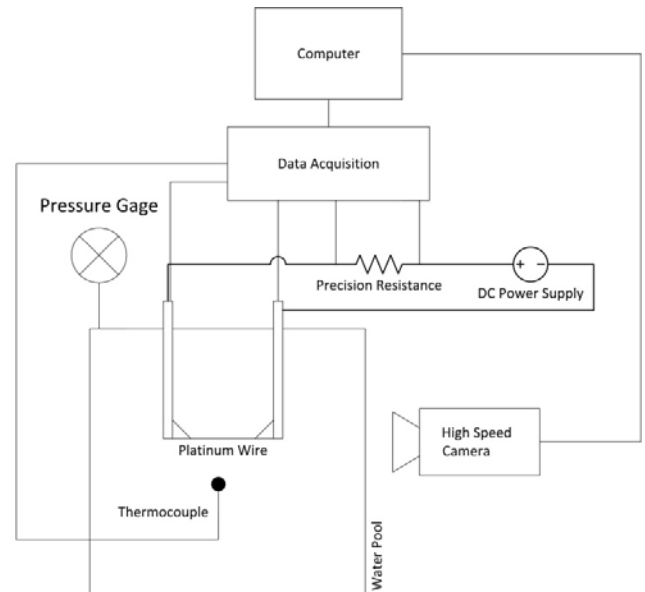 Computer
Data Acquisition
Pressure Gage
Precision Resistance
+ −
DC Power Supply
Platinum Wire
High Speed
Camera
Thermocouple
Water Pool